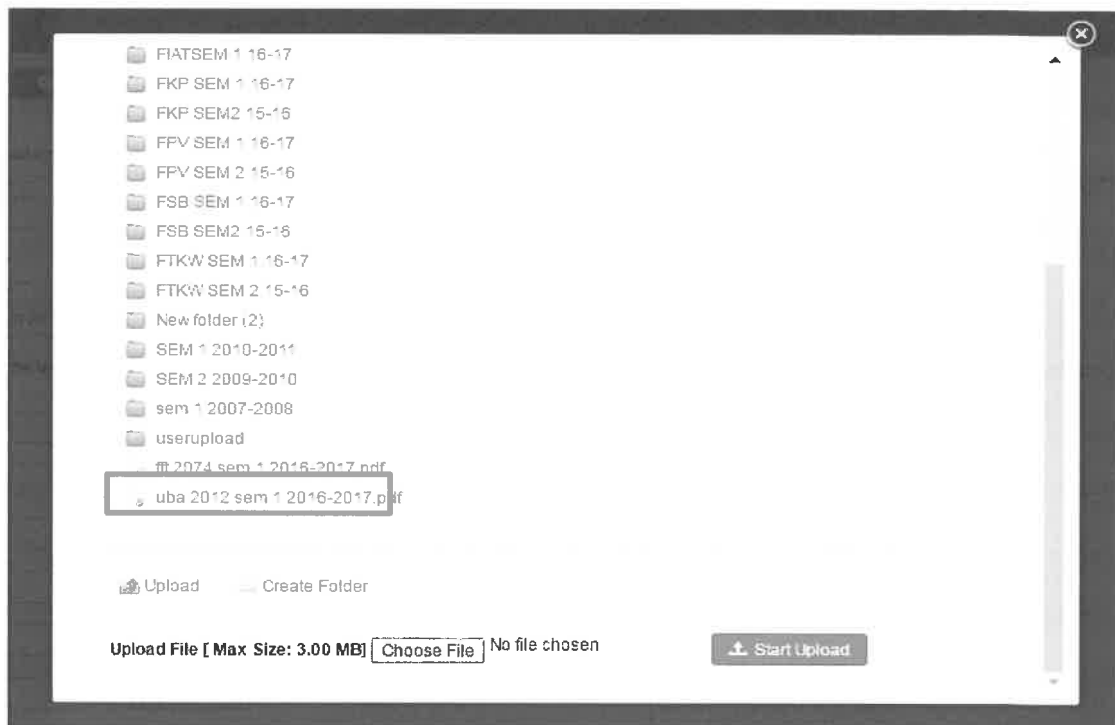 FIATSEM 1 16-17
FKP SEM 1 16-17
FKP SEM2 15-16
FPV SEM 1 16-17
FPV SEM 2 15-16
FSB SEM 1 16-17
FSB SEM2 15-16
FTKW SEM 1 16-17
FTKW SEM 2 15-16
New folder (2)
SEM 1 2010-2011
SEM 2 2009-2010
sem 1 2007-2008
userupload
fft 2074 sem 1 2016-2017.pdf
uba 2012 sem 1 2016-2017.pdf
Upload Create Folder
Upload File [ Max Size: 3.00 MB] Choose File No file chosen Start Upload